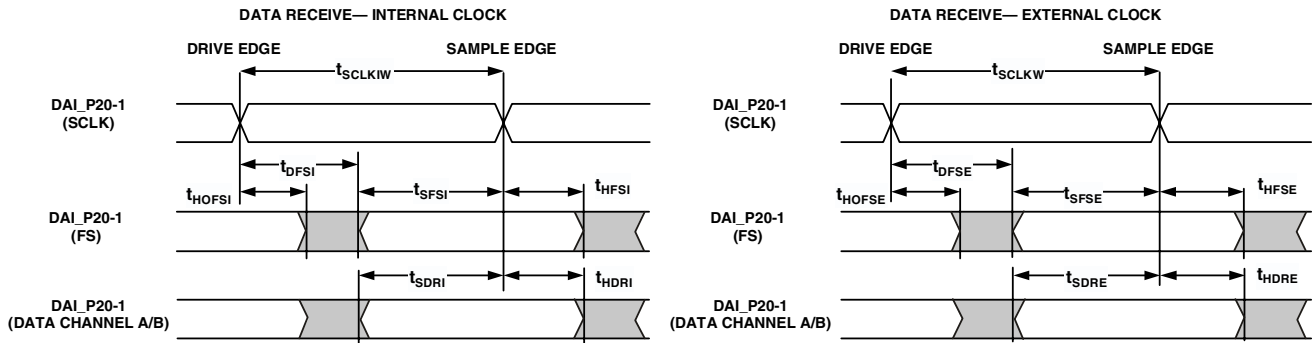 DATA RECEIVE— INTERNAL CLOCK
DRIVE EDGE
SAMPLE EDGE
tSCLKIW
DAI_P20-1
(SCLK)
tDFSI
tHOFSI
tSFSI
tHFSI
DAI_P20-1
(FS)
tSDRI
tHDRI
DAI_P20-1
(DATA CHANNEL A/B)
DATA RECEIVE— EXTERNAL CLOCK
DRIVE EDGE
SAMPLE EDGE
tSCLKW
DAI_P20-1
(SCLK)
tDFSE
tHOFSE
tSFSE
tHFSE
DAI_P20-1
(FS)
tSDRE
tHDRE
DAI_P20-1
(DATA CHANNEL A/B)